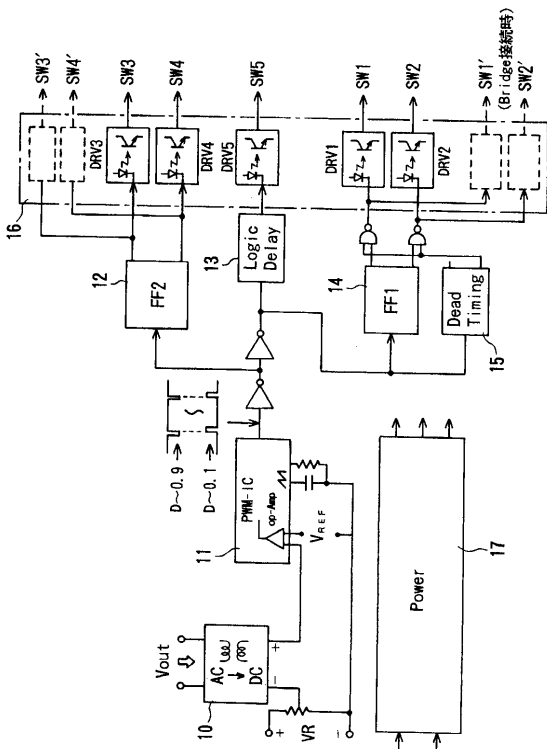 SW3′
SW4′
SW3
SW4
SW5
SW1
SW2
SW1′
(Bridge接続時)
SW2′
16
DRV3
DRV4
DRV5
DRV1
DRV2
12
FF2
13
Logic
Delay
14
FF1
Dead
Timing
15
D~0.9
D~0.1
PWM-IC
op-Amp
11
VREF
Vout
AC
DC
+
−
10
+
VR
−
Power
17